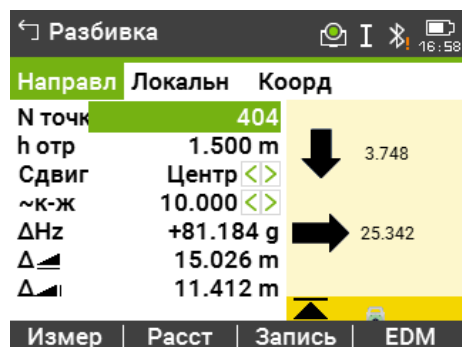 Разбивка
16:58
Направл Локальн Коорд
N точк 404
h отр 1.500 m
Сдвиг Центр
~к-ж 10.000
ΔHz +81.184 g
Δ 15.026 m
Δ 11.412 m
3.748
25.342
Измер | Расст | Запись | EDM